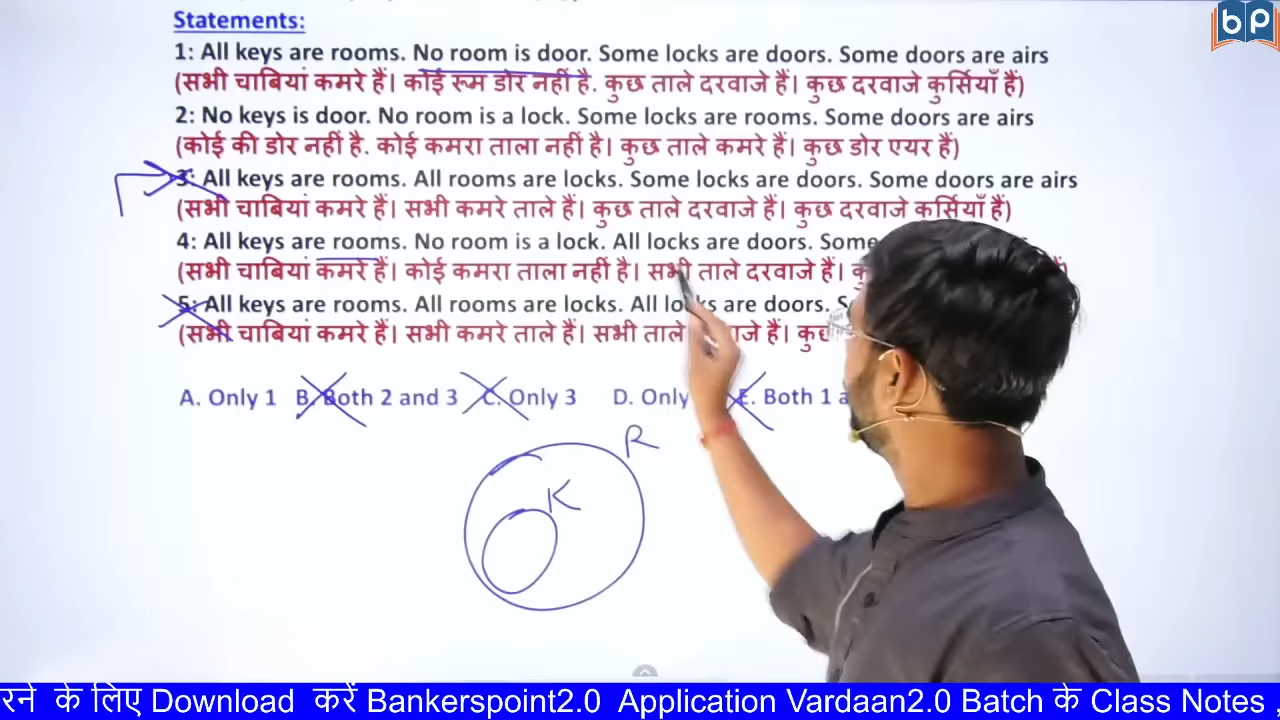 bp
Statements:
1: All keys are rooms. No room is door. Some locks are doors. Some doors are airs
(सभी चाबियां कमरे हैं। कोई रूम डोर नहीं है. कुछ ताले दरवाजे हैं। कुछ दरवाजे कुर्सियाँ हैं)
2: No keys is door. No room is a lock. Some locks are rooms. Some doors are airs
(कोई की डोर नहीं है. कोई कमरा ताला नहीं है। कुछ ताले कमरे हैं। कुछ डोर एयर हैं)
3: All keys are rooms. All rooms are locks. Some locks are doors. Some doors are airs
(सभी चाबियां कमरे हैं। सभी कमरे ताले हैं। कुछ ताले दरवाजे हैं। कुछ दरवाजे कुर्सियाँ हैं)
4: All keys are rooms. No room is a lock. All locks are doors. Some
(सभी चाबियां कमरे हैं। कोई कमरा ताला नहीं है। सभी ताले दरवाजे हैं।
5: All keys are rooms. All rooms are locks. All locks are doors.
(सभी चाबियां कमरे हैं। सभी कमरे ताले हैं। सभी ताले हैं।
A. Only 1 B. Both 2 and 3 C. Only 3 D. Only E. Both 1
R
K
रने के लिए Download करें Bankerspoint2.0 Application Vardaan2.0 Batch के Class Notes ,